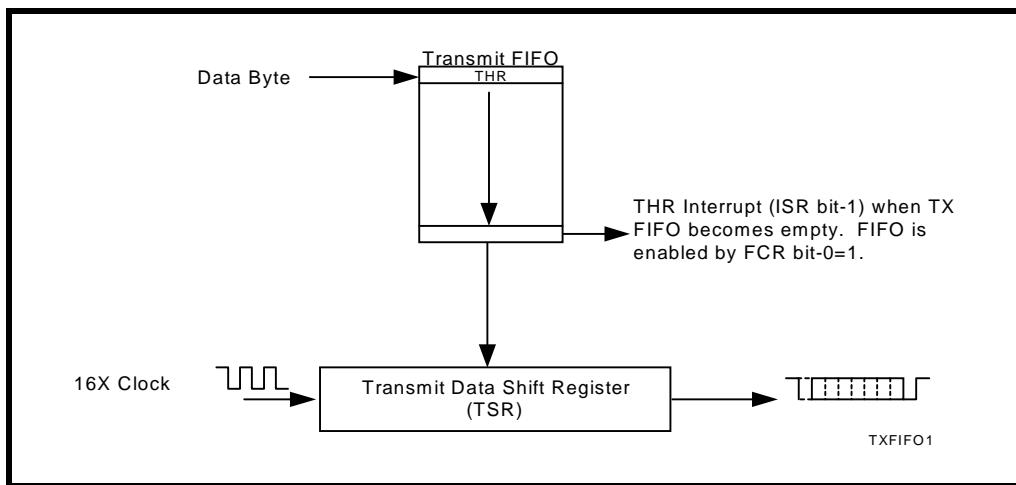 Transmit FIFO
Data Byte
THR
THR Interrupt (ISR bit-1) when TX
FIFO becomes empty. FIFO is
enabled by FCR bit-0=1.
16X Clock
Transmit Data Shift Register
(TSR)
TXFIFO1